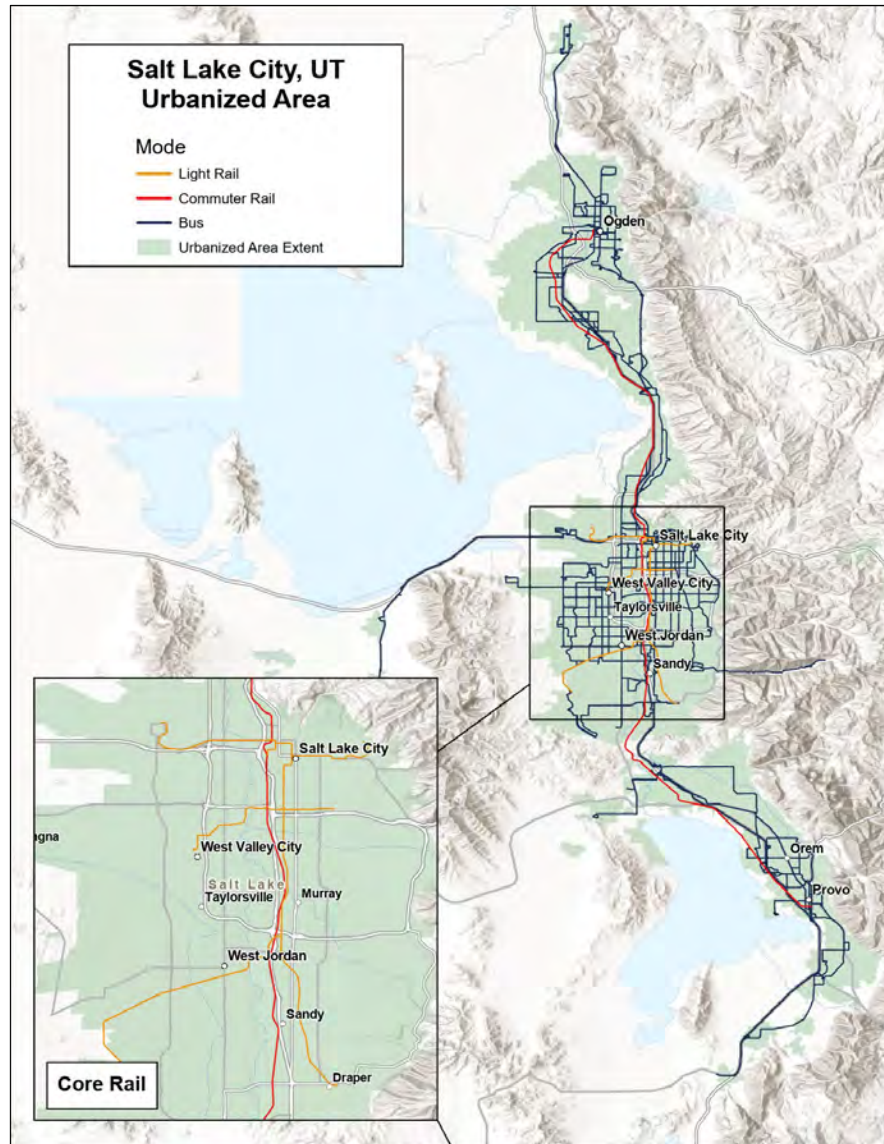 Salt Lake City, UT
Urbanized Area
Mode
Light Rail
Commuter Rail
Bus
Urbanized Area Extent
Ogden
Salt Lake City
West Valley City
Taylorsville
West Jordan
Sandy
Orem
Provo
Salt Lake City
agna
West Valley City
Salt Lake
Taylorsville
Murray
West Jordan
Sandy
Draper
Core Rail